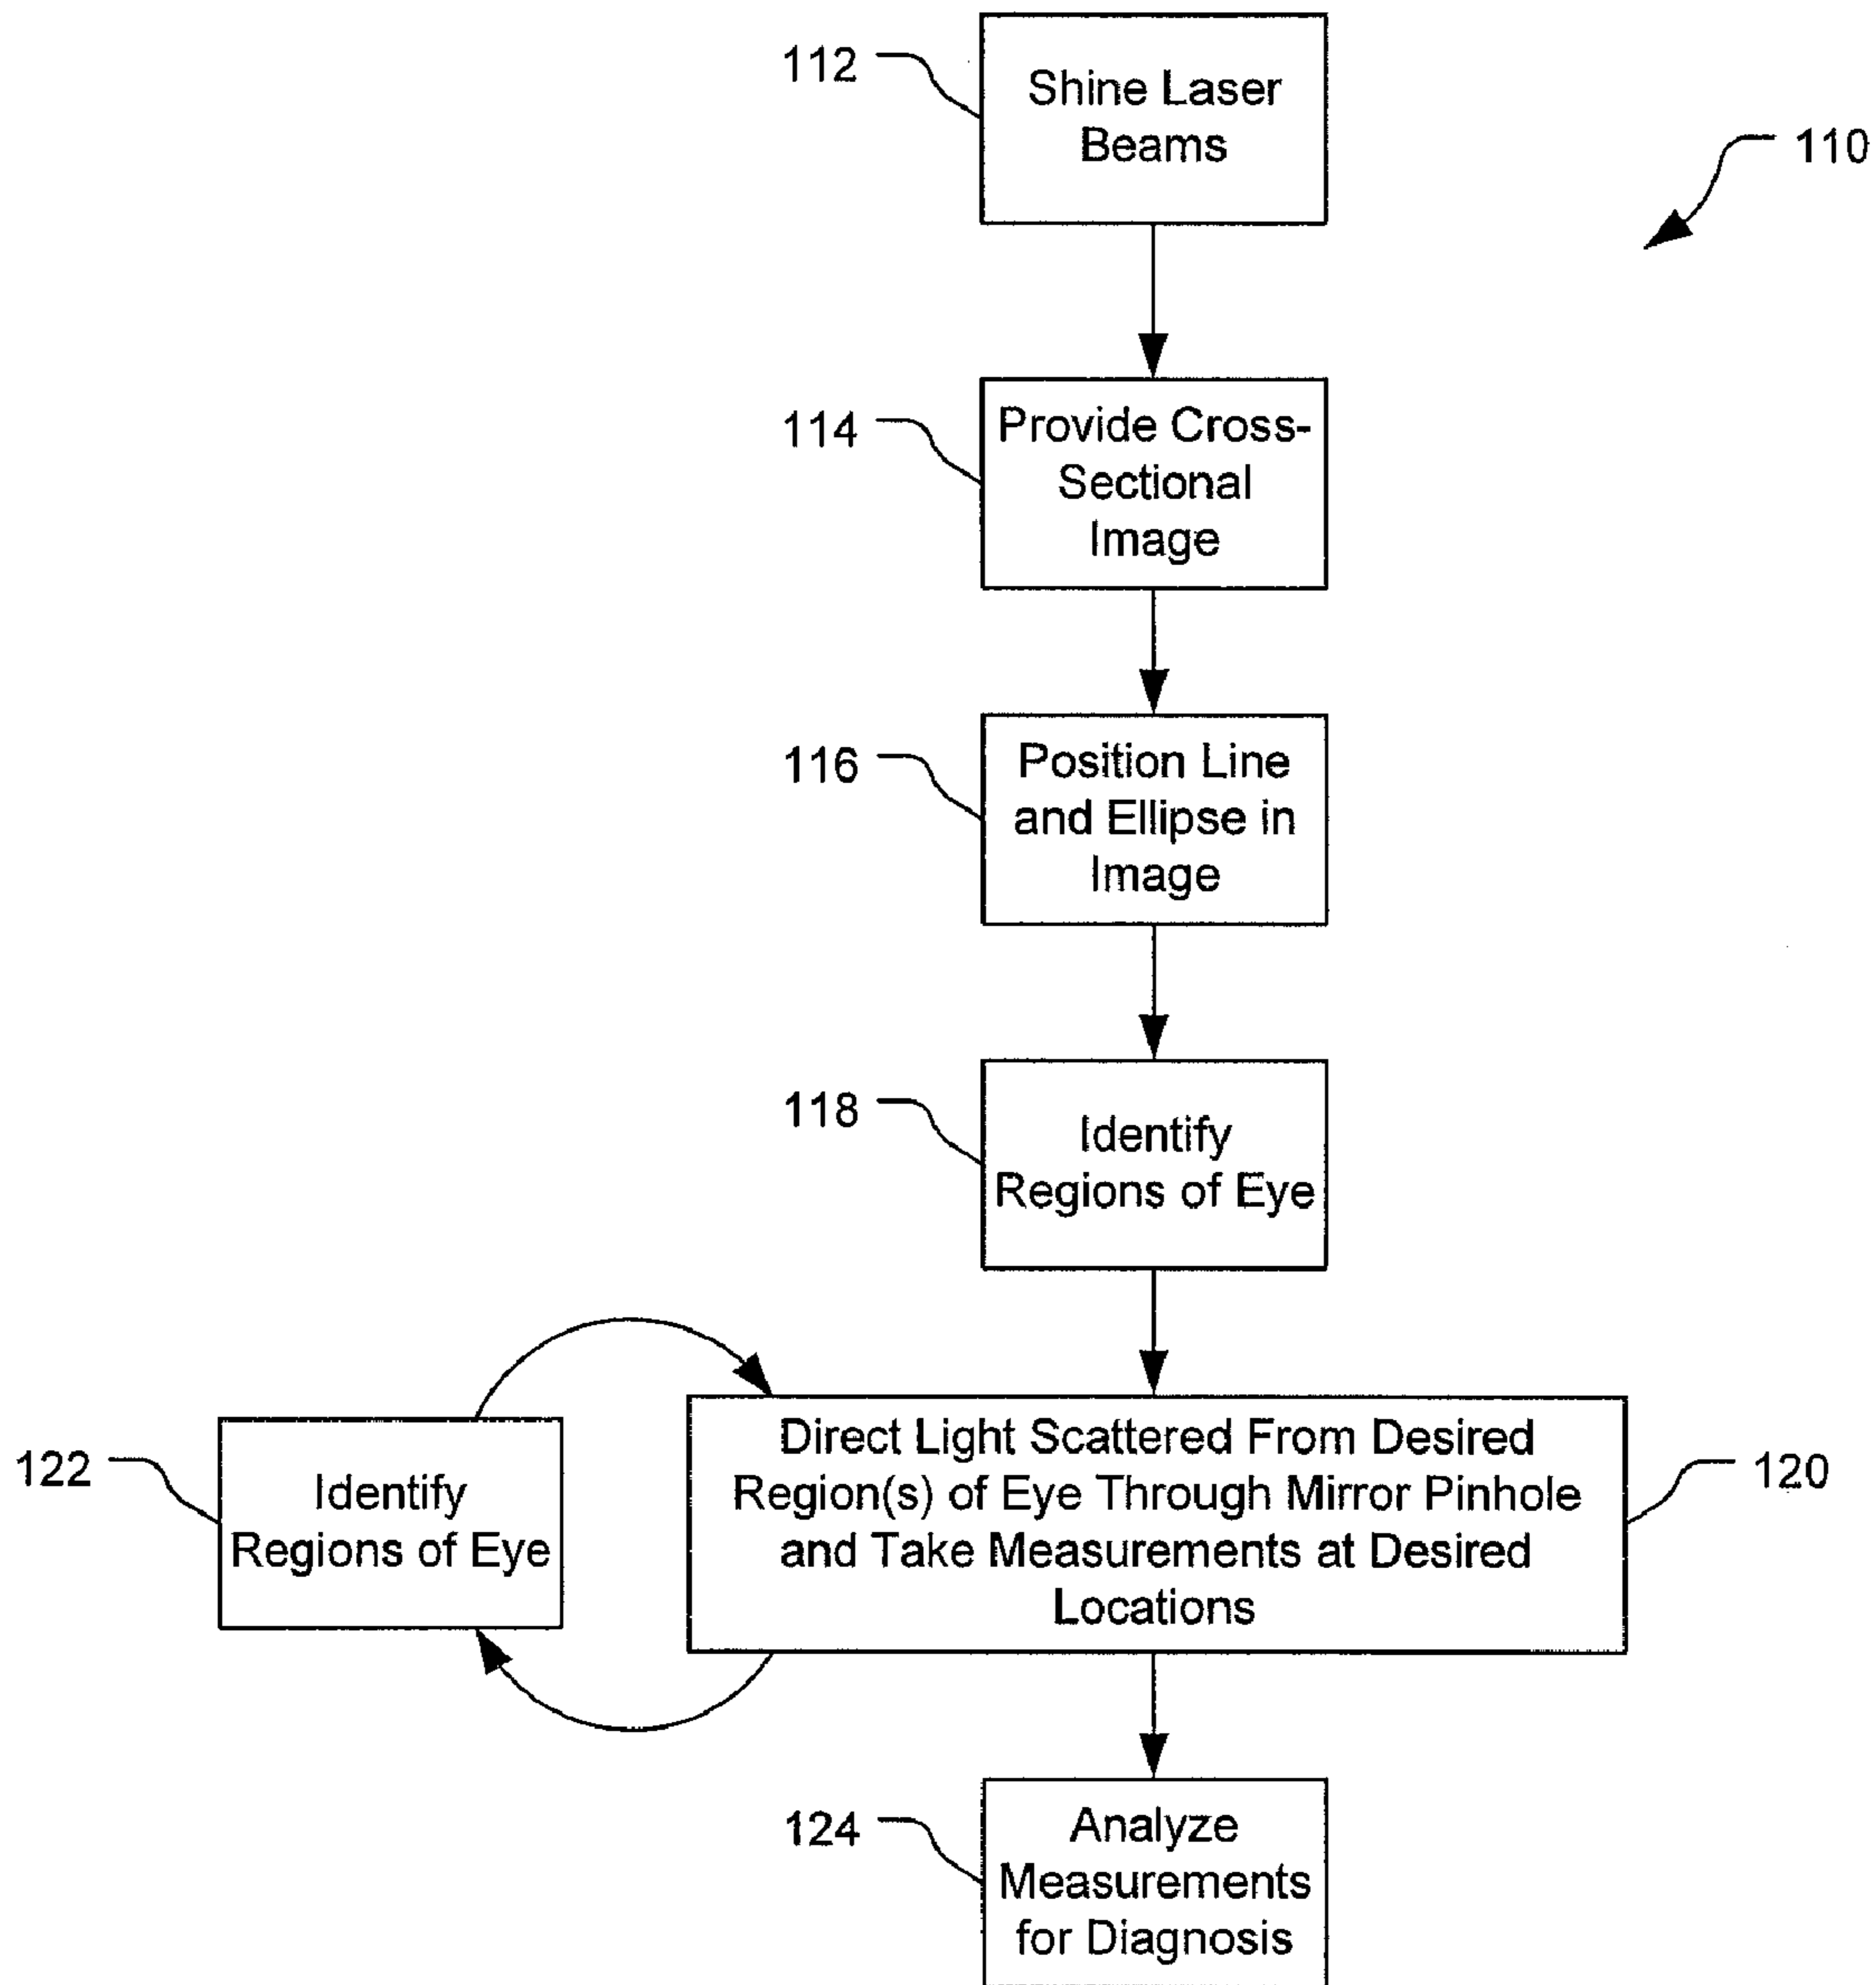 112
Shine Laser
Beams
110
114
Provide Cross-
Sectional
Image
116
Position Line
and Ellipse in
Image
118
Identify
Regions of Eye
122
Identify
Regions of Eye
Direct Light Scattered From Desired
Region(s) of Eye Through Mirror Pinhole
and Take Measurements at Desired
Locations
120
124
Analyze
Measurements
for Diagnosis